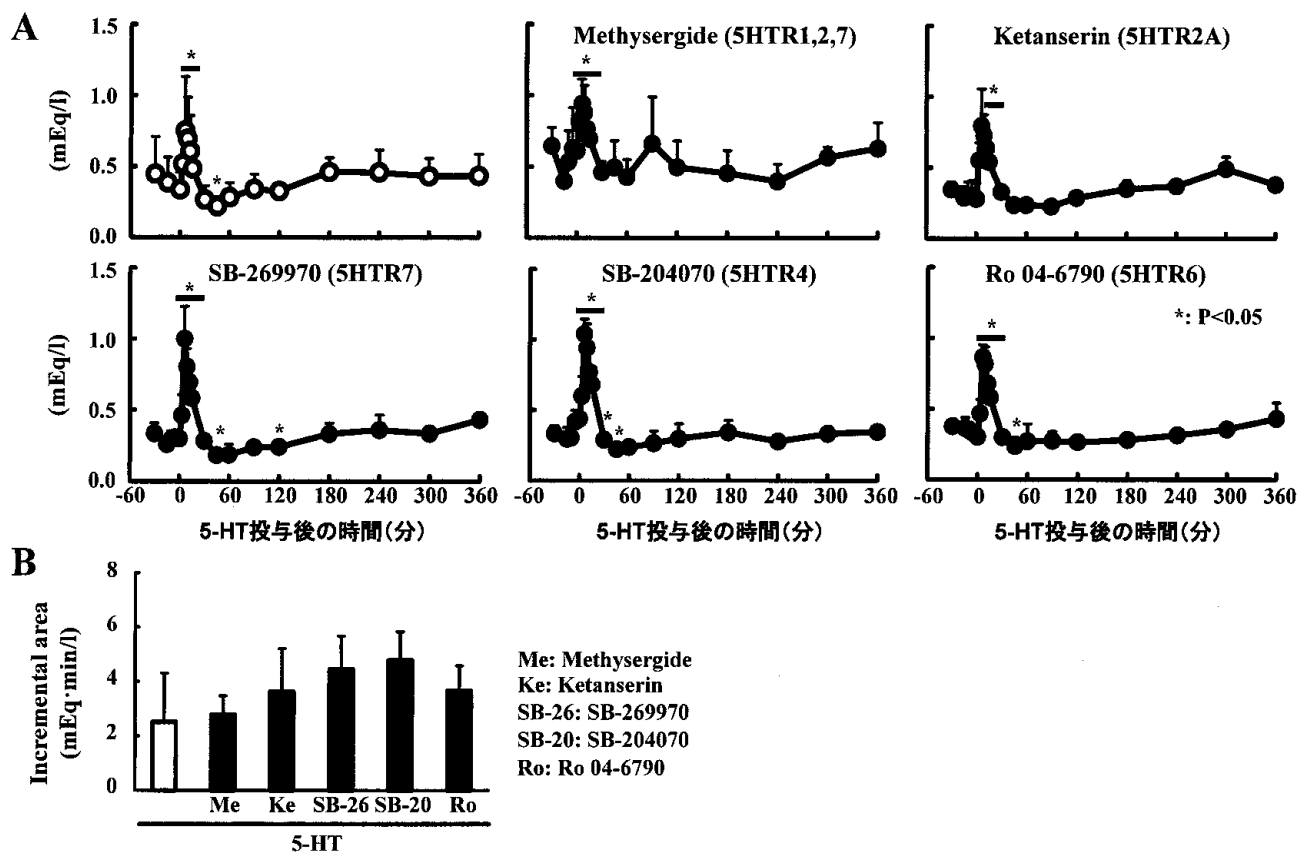 A
1.5
1.0
0.5
0.0
(mEq/l)
*
*
Methysergide (5HTR1,2,7)
*
Ketanserin (5HTR2A)
*
1.5
1.0
0.5
0.0
(mEq/l)
SB-269970 (5HTR7)
*
*
*
-60 0 60 120 180 240 300 360
5-HT投与後の時間(分)
SB-204070 (5HTR4)
*
*
*
-60 0 60 120 180 240 300 360
5-HT投与後の時間(分)
Ro 04-6790 (5HTR6)
*: P<0.05
*
*
-60 0 60 120 180 240 300 360
5-HT投与後の時間(分)
B
8
6
4
2
0
Incremental area
(mEq·min/l)
Me Ke SB-26 SB-20 Ro
5-HT
Me: Methysergide
Ke: Ketanserin
SB-26: SB-269970
SB-20: SB-204070
Ro: Ro 04-6790